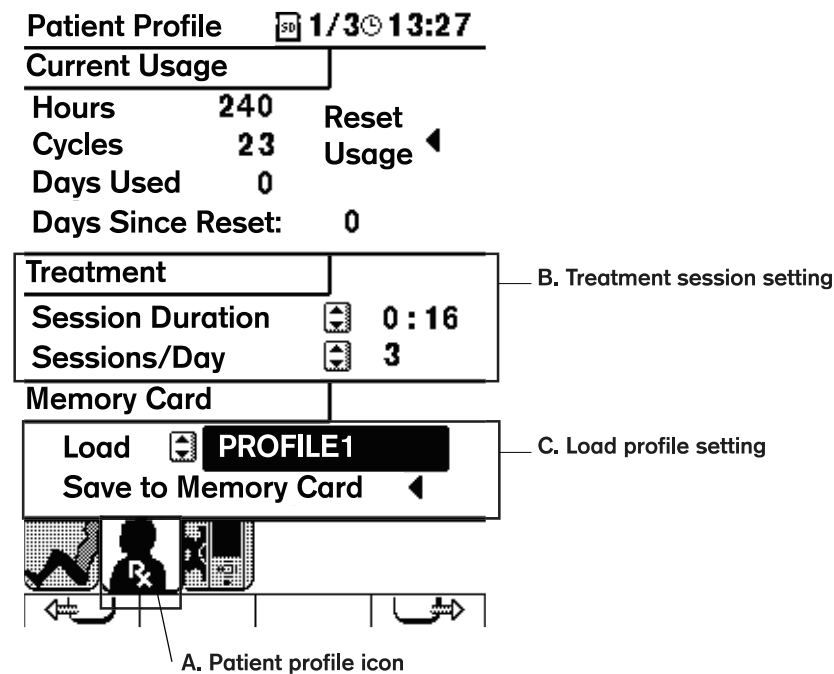 Patient Profile SD 1/3 13:27
Current Usage
Hours 240
Cycles 23
Reset
Usage
Days Used 0
Days Since Reset: 0
Treatment
B. Treatment session setting
Session Duration 0:16
Sessions/Day 3
Memory Card
Load PROFILE1
C. Load profile setting
Save to Memory Card
Rx
A. Patient profile icon